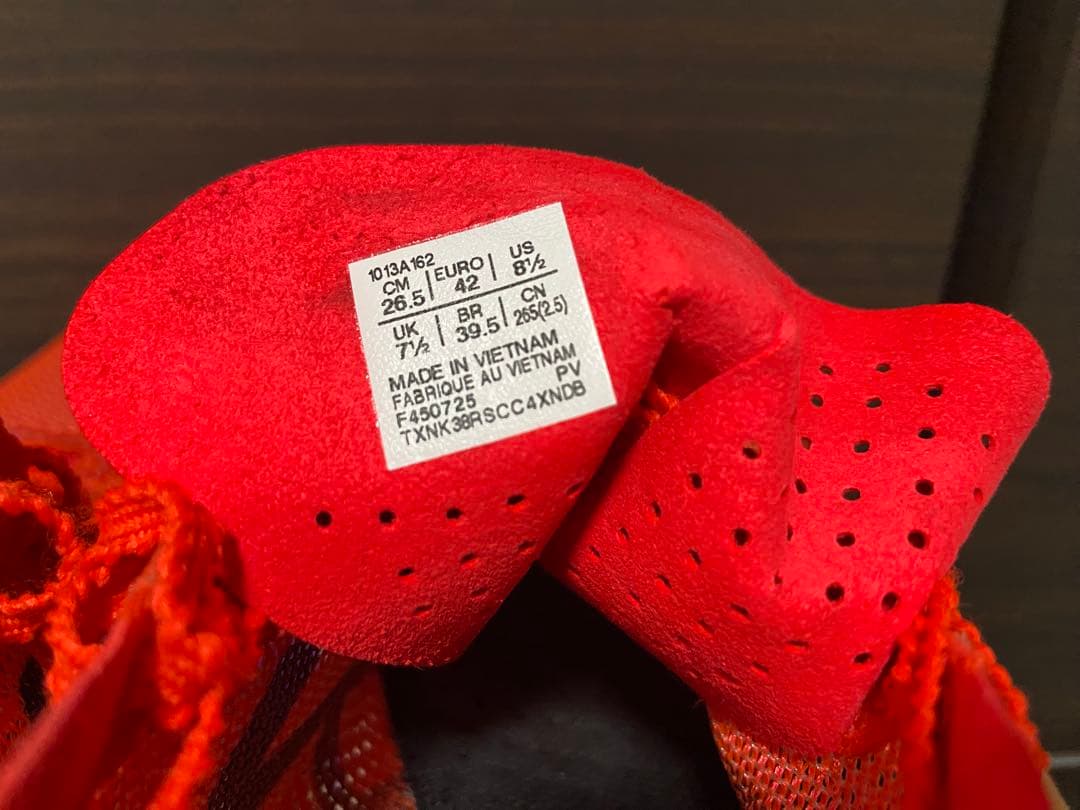 1013A162
CM 26.5 | EURO 42 | US 8½
UK 7½ | BR 39.5 | CN 265(2.5)
MADE IN VIETNAM
FABRIQUE AU VIETNAM
F450725 PV
TXNK38RSCC4XNDB